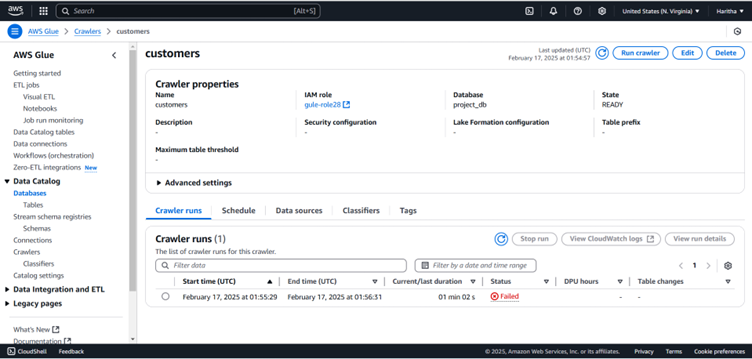 aws
Search
[Alt+S]
United States (N. Virginia)
Haritha
AWS Glue
Crawlers
customers
AWS Glue
Getting started
ETL jobs
Visual ETL
Notebooks
Job run monitoring
Data Catalog tables
Data connections
Workflows (orchestration)
Zero-ETL integrations New
Data Catalog
Databases
Tables
Stream schema registries
Schemas
Connections
Crawlers
Classifiers
Catalog settings
Data Integration and ETL
Legacy pages
What's New
Documentation
customers
Last updated (UTC)
February 17, 2025 at 01:54:57
Run crawler
Edit
Delete
Crawler properties
Name
customers
IAM role
gule-role28
Database
project_db
State
READY
Description
-
Security configuration
-
Lake Formation configuration
-
Table prefix
-
Maximum table threshold
-
Advanced settings
Crawler runs
Schedule
Data sources
Classifiers
Tags
Crawler runs (1)
The list of crawler runs for this crawler.
Stop run
View CloudWatch logs
View run details
Filter data
Filter by a date and time range
1
Start time (UTC)
End time (UTC)
Current/last duration
Status
DPU hours
Table changes
February 17, 2025 at 01:55:29
February 17, 2025 at 01:56:31
01 min 02 s
Failed
-
-
CloudShell
Feedback
© 2025, Amazon Web Services, Inc. or its affiliates.
Privacy
Terms
Cookie preferences